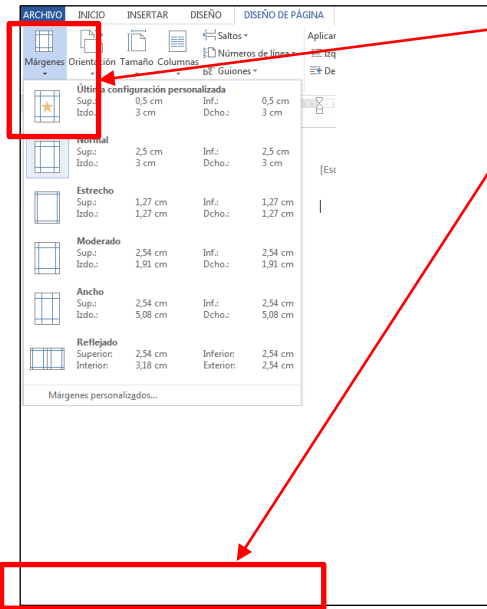 ARCHIVO INICIO INSERTAR DISEÑO DISEÑO DE PÁGINA
Saltos Aplicar
Números de línea Izq
Márgenes Orientación Tamaño Columnas
Guiones De
Última configuración personalizada
Sup.: 0,5 cm Inf.: 0,5 cm
Izdo.: 3 cm Dcho.: 3 cm
Normal
Sup.: 2,5 cm Inf.: 2,5 cm
Izdo.: 3 cm Dcho.: 3 cm
[Esc
Estrecho
Sup.: 1,27 cm Inf.: 1,27 cm
Izdo.: 1,27 cm Dcho.: 1,27 cm
Moderado
Sup.: 2,54 cm Inf.: 2,54 cm
Izdo.: 1,91 cm Dcho.: 1,91 cm
Ancho
Sup.: 2,54 cm Inf.: 2,54 cm
Izdo.: 5,08 cm Dcho.: 5,08 cm
Reflejado
Superior: 2,54 cm Inferior: 2,54 cm
Interior: 3,18 cm Exterior: 2,54 cm
Márgenes personalizados...